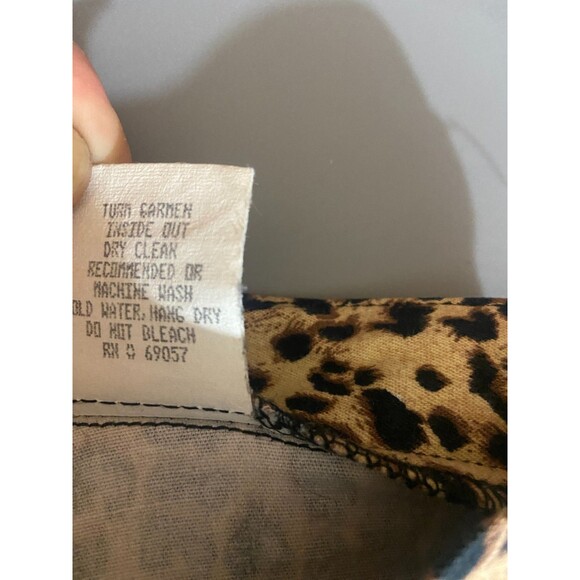 TURN GARMEN
INSIDE OUT
DRY CLEAN
RECOMMENDED OR
MACHINE WASH
OLD WATER. HANG DRY
DO NOT BLEACH
RN # 69057